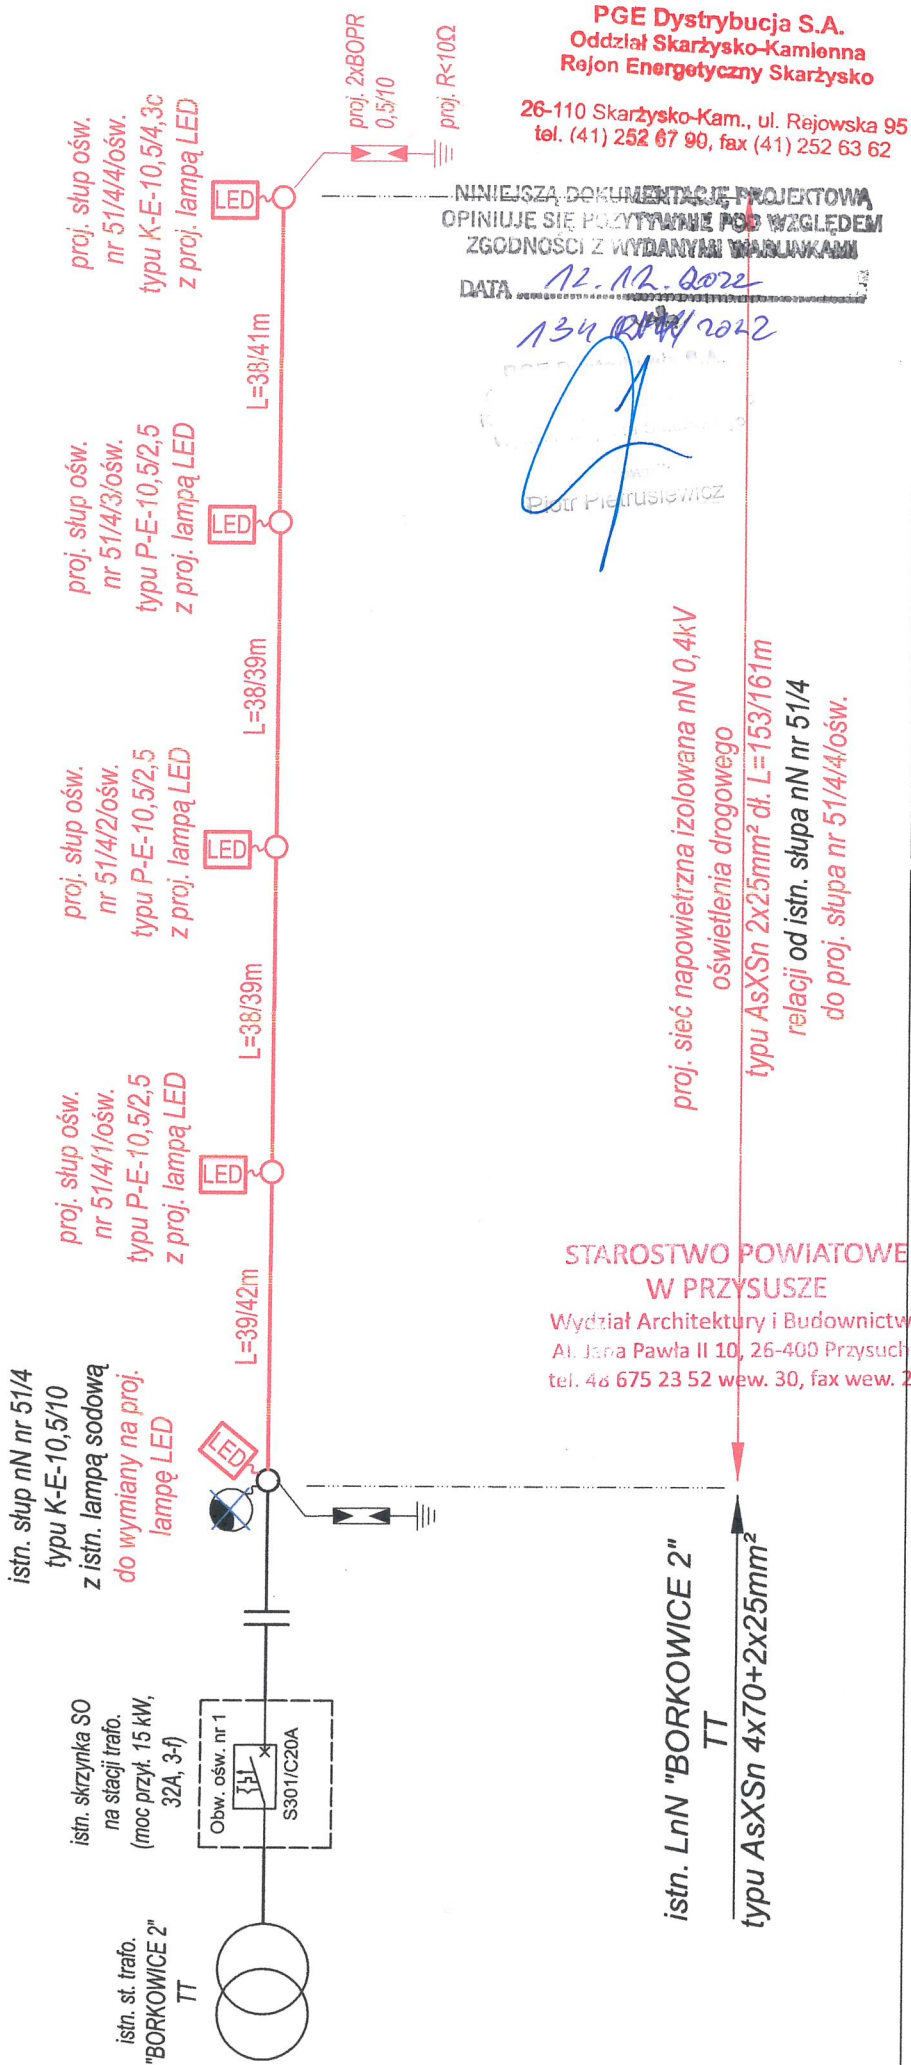 PGE Dystrybucja S.A.
Oddział Skarżysko-Kamienna
Rejon Energetyczny Skarżysko
26-110 Skarżysko-Kam., ul. Rejowska 95
tel. (41) 252 67 90, fax (41) 252 63 62
NINIEJSZĄ DOKUMENTACJĘ PROJEKTOWA
OPINIUJE SIĘ POZYTYWNIE POD WZGLĘDEM
ZGODNOŚCI Z WYDANYMI WARUNKAMI
DATA 12.12.2022
134 2022
Piotr Pietrusiewicz
proj. 2xBOPR
0,5/10
proj. R<10Ω
proj. słup ośw.
nr 51/4/4/ośw.
typu K-E-10,5/4,3c
z proj. lampą LED
LED
L=38/41m
proj. słup ośw.
nr 51/4/3/ośw.
typu P-E-10,5/2,5
z proj. lampą LED
LED
L=38/39m
proj. słup ośw.
nr 51/4/2/ośw.
typu P-E-10,5/2,5
z proj. lampą LED
LED
L=38/39m
proj. słup ośw.
nr 51/4/1/ośw.
typu P-E-10,5/2,5
z proj. lampą LED
LED
L=39/42m
proj. sieć napowietrzna izolowana nN 0,4kV
oświetlenia drogowego
typu AsXSn 2x25mm² dł. L=153/161m
relacji od istn. słupa nN nr 51/4
do proj. słupa nr 51/4/4/ośw.
STAROSTWO POWIATOWE
W PRZYSUSZE
Wydział Architektury i Budownictw
Al. Jana Pawła II 10, 26-400 Przysuch
tel. 48 675 23 52 wew. 30, fax wew. 2
istn. słup nN nr 51/4
typu K-E-10,5/10
z istn. lampą sodową
do wymiany na proj.
lampę LED
LED
istn. skrzynka SO
na stacji trafo.
(moc przył. 15 kW,
32A, 3-f)
Obw. ośw. nr 1
S301/C20A
istn. st. trafo.
"BORKOWICE 2"
TT
istn. LnN "BORKOWICE 2"
TT
typu AsXSn 4x70+2x25mm²